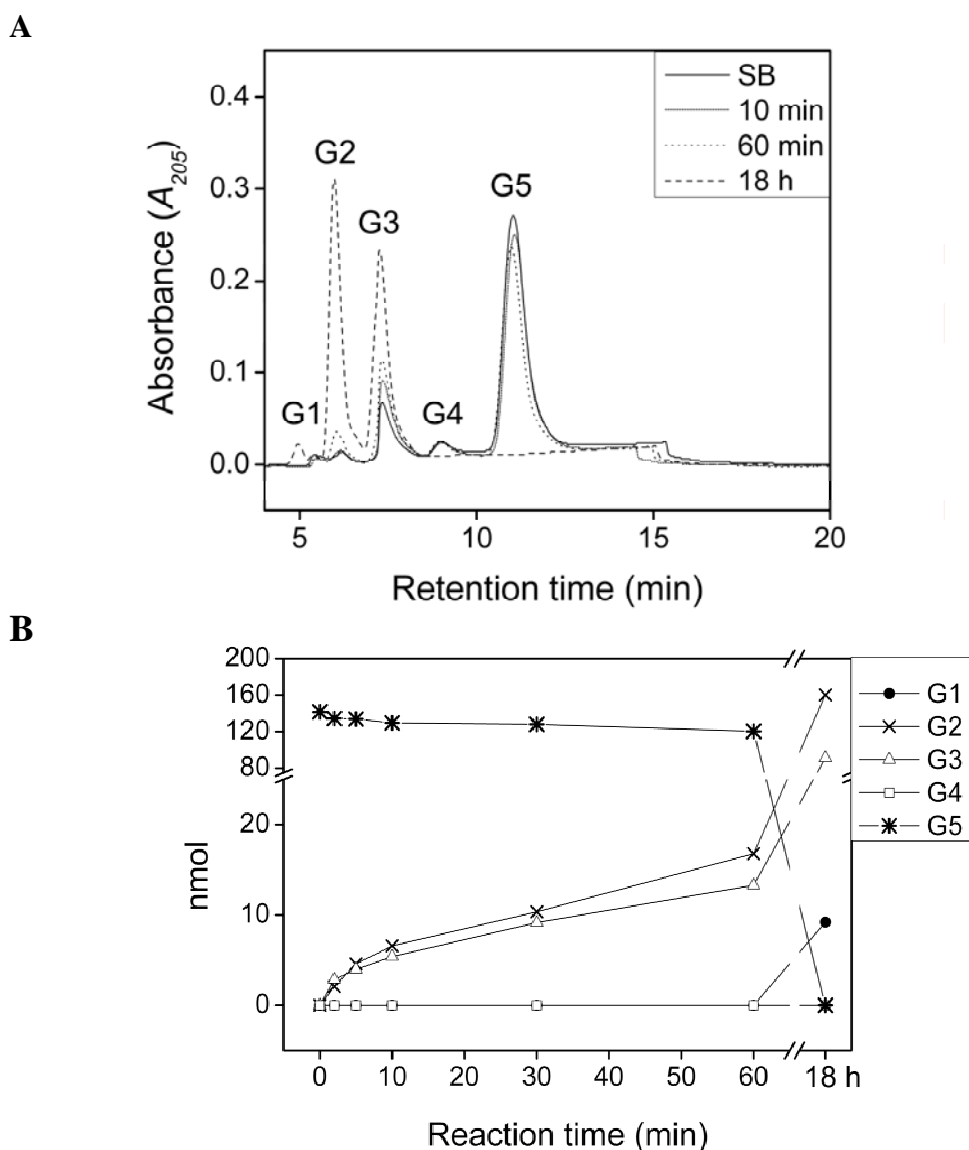 A
Absorbance (A205)
0.4
0.3
0.2
0.1
0.0
G1
G2
G3
G4
G5
SB
10 min
60 min
18 h
5
10
15
20
Retention time (min)
B
nmol
200
160
120
80
20
10
0
G1
G2
G3
G4
G5
0
10
20
30
40
50
60
18 h
Reaction time (min)